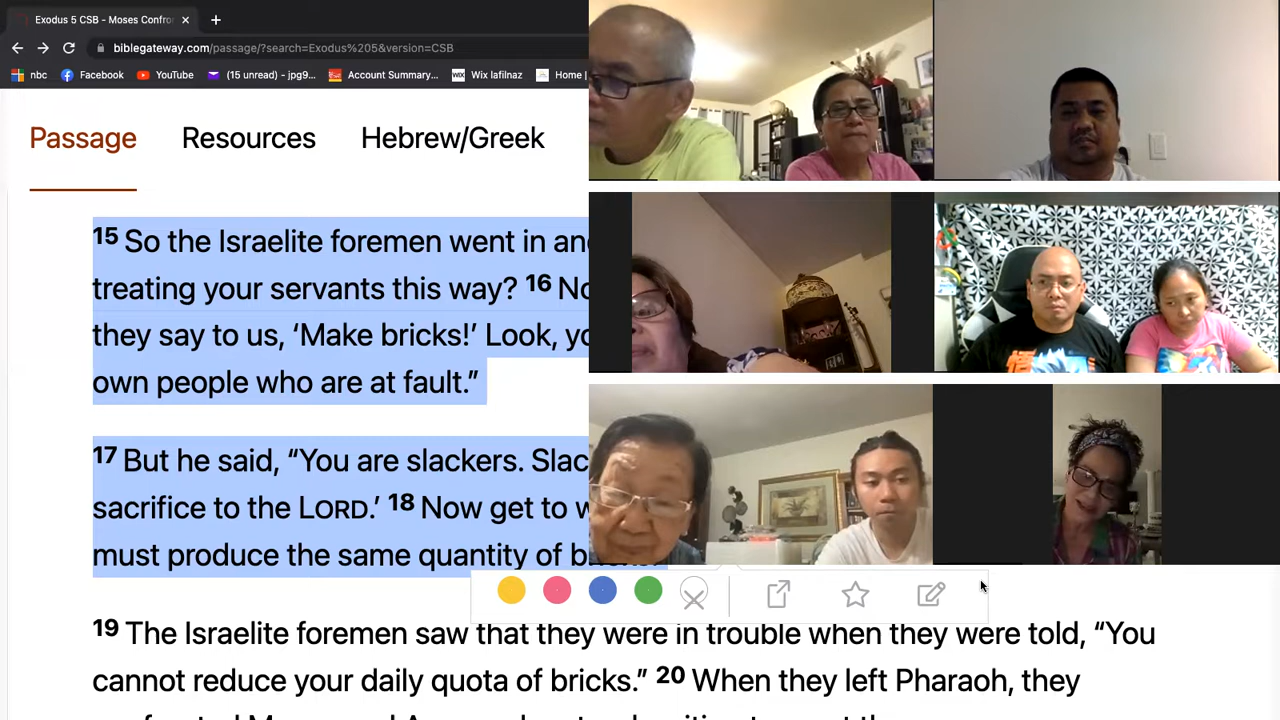 Exodus 5 CSB - Moses Confro
biblegateway.com/passage/?search=Exodus%205&version=CSB
nbc Facebook YouTube (15 unread) - jpg9... Account Summary... Wix lafilnaz Home |
Passage Resources Hebrew/Greek
15 So the Israelite foremen went in an
treating your servants this way? 16 No
they say to us, ‘Make bricks!’ Look, yo
own people who are at fault.”
17 But he said, “You are slackers. Slac
sacrifice to the LORD.’ 18 Now get to w
must produce the same quantity of
19 The Israelite foremen saw that they were in trouble when they were told, “You
cannot reduce your daily quota of bricks.” 20 When they left Pharaoh, they